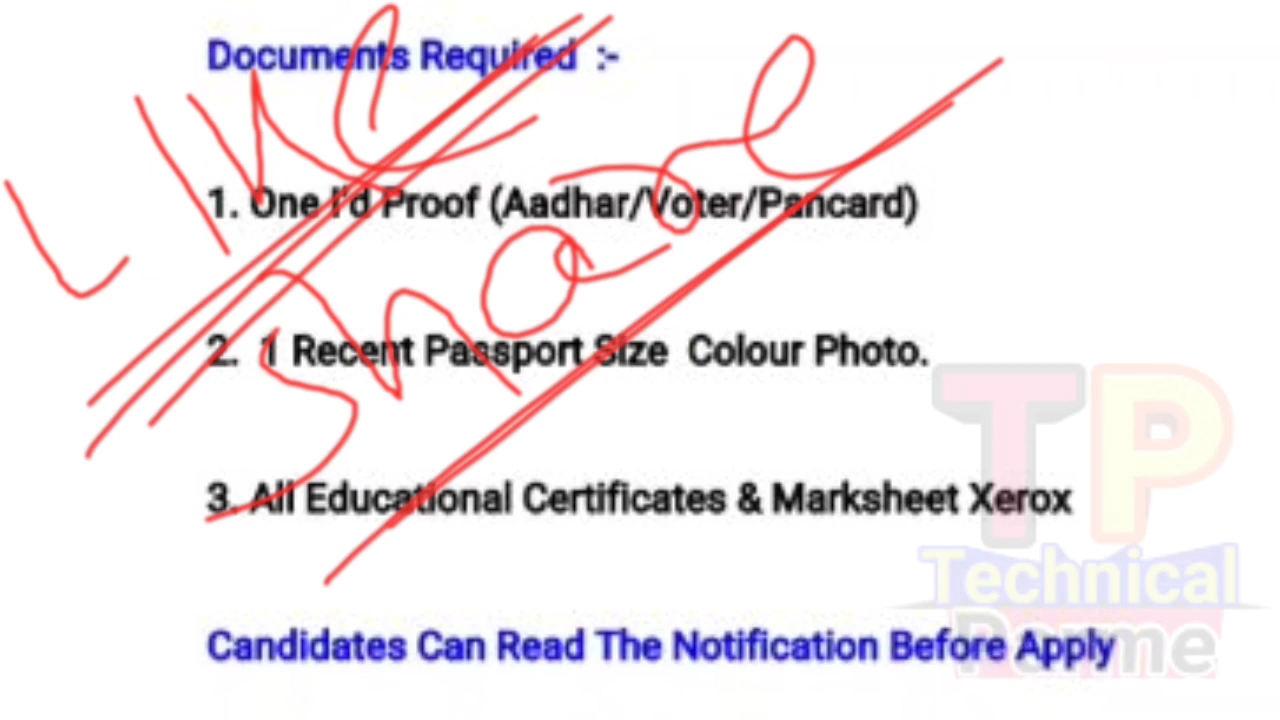 Documents Required :-
LIKE
1. One I'd Proof (Aadhar/Voter/Pancard)
Share
2. 1 Recent Passport Size Colour Photo.
3. All Educational Certificates & Marksheet Xerox
Candidates Can Read The Notification Before Apply
TP
Technical
Parme